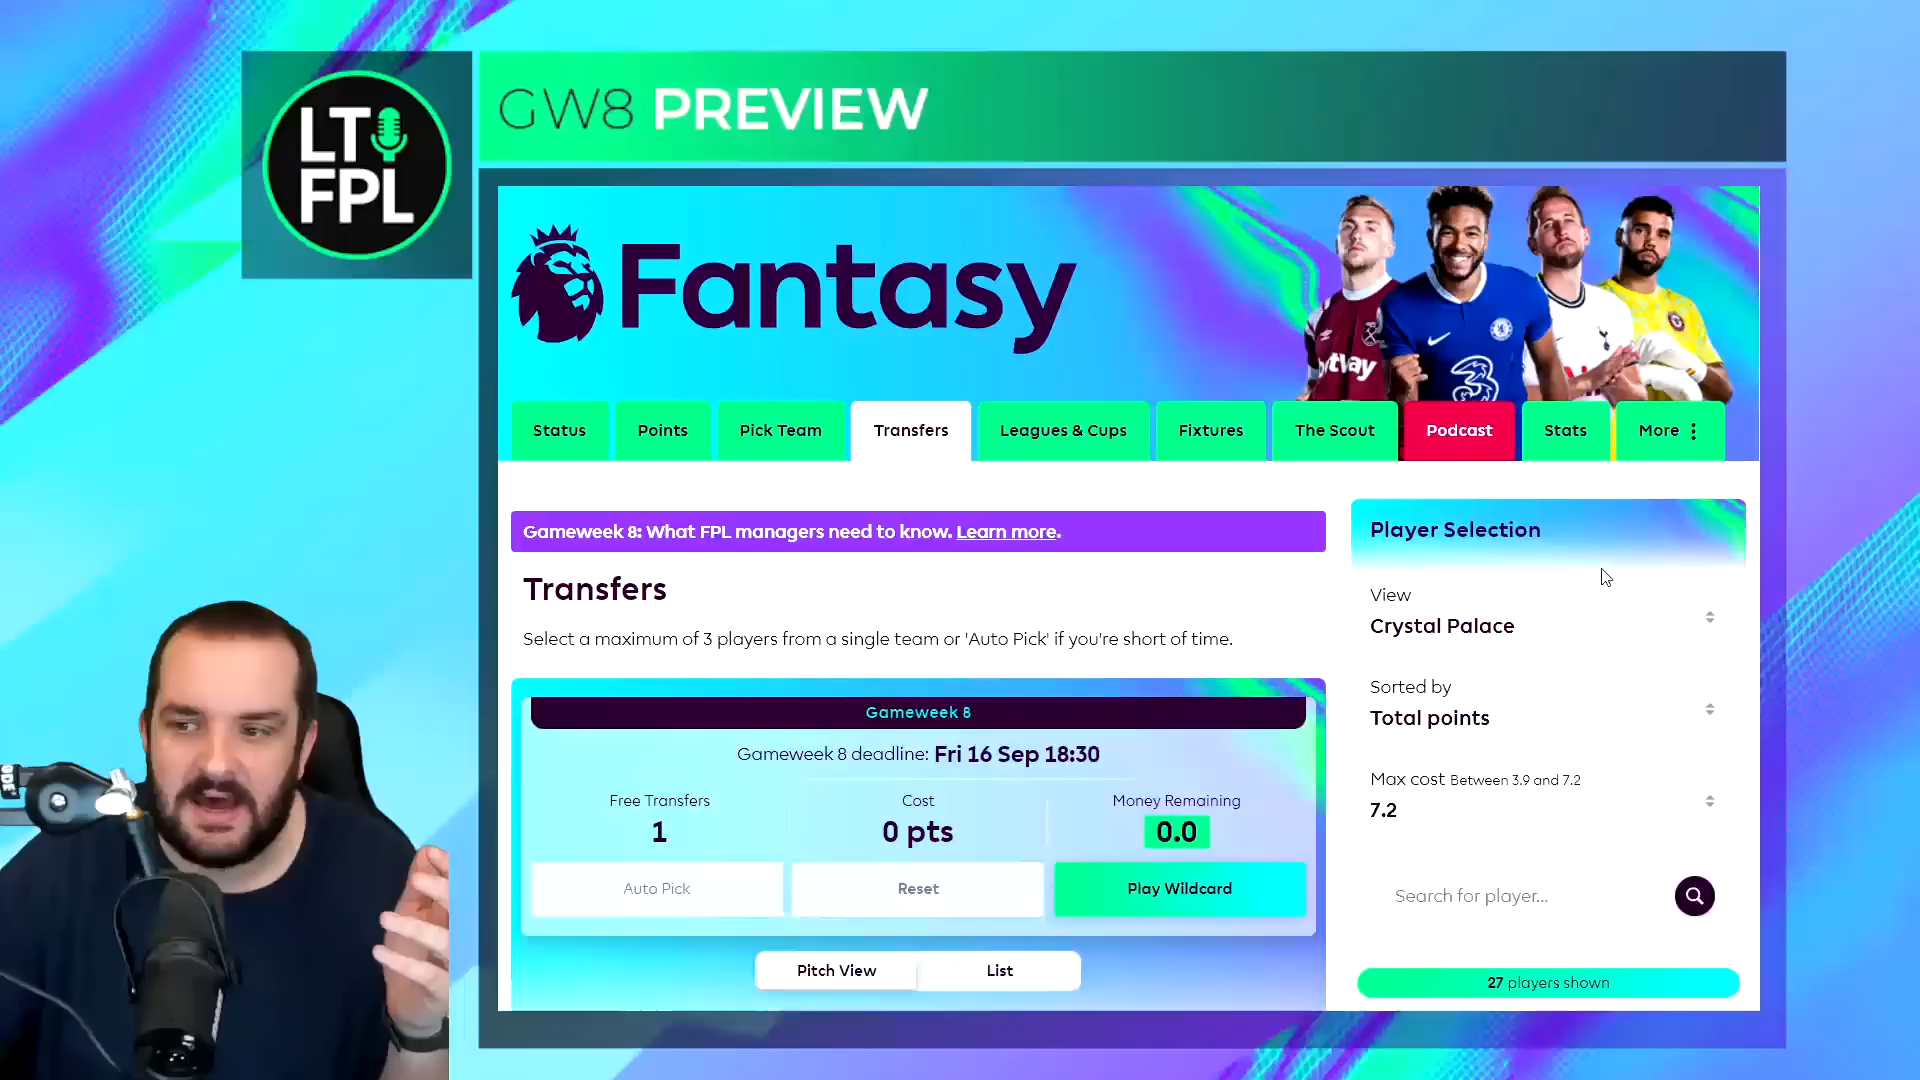 LT
FPL
GW8 PREVIEW
Fantasy
betway
3
Status
Points
Pick Team
Transfers
Leagues & Cups
Fixtures
The Scout
Podcast
Stats
More
Gameweek 8: What FPL managers need to know. Learn more.
Transfers
Select a maximum of 3 players from a single team or 'Auto Pick' if you're short of time.
Gameweek 8
Gameweek 8 deadline: Fri 16 Sep 18:30
Free Transfers
1
Cost
0 pts
Money Remaining
0.0
Auto Pick
Reset
Play Wildcard
Pitch View
List
Player Selection
View
Crystal Palace
Sorted by
Total points
Max cost Between 3.9 and 7.2
7.2
Search for player...
27 players shown